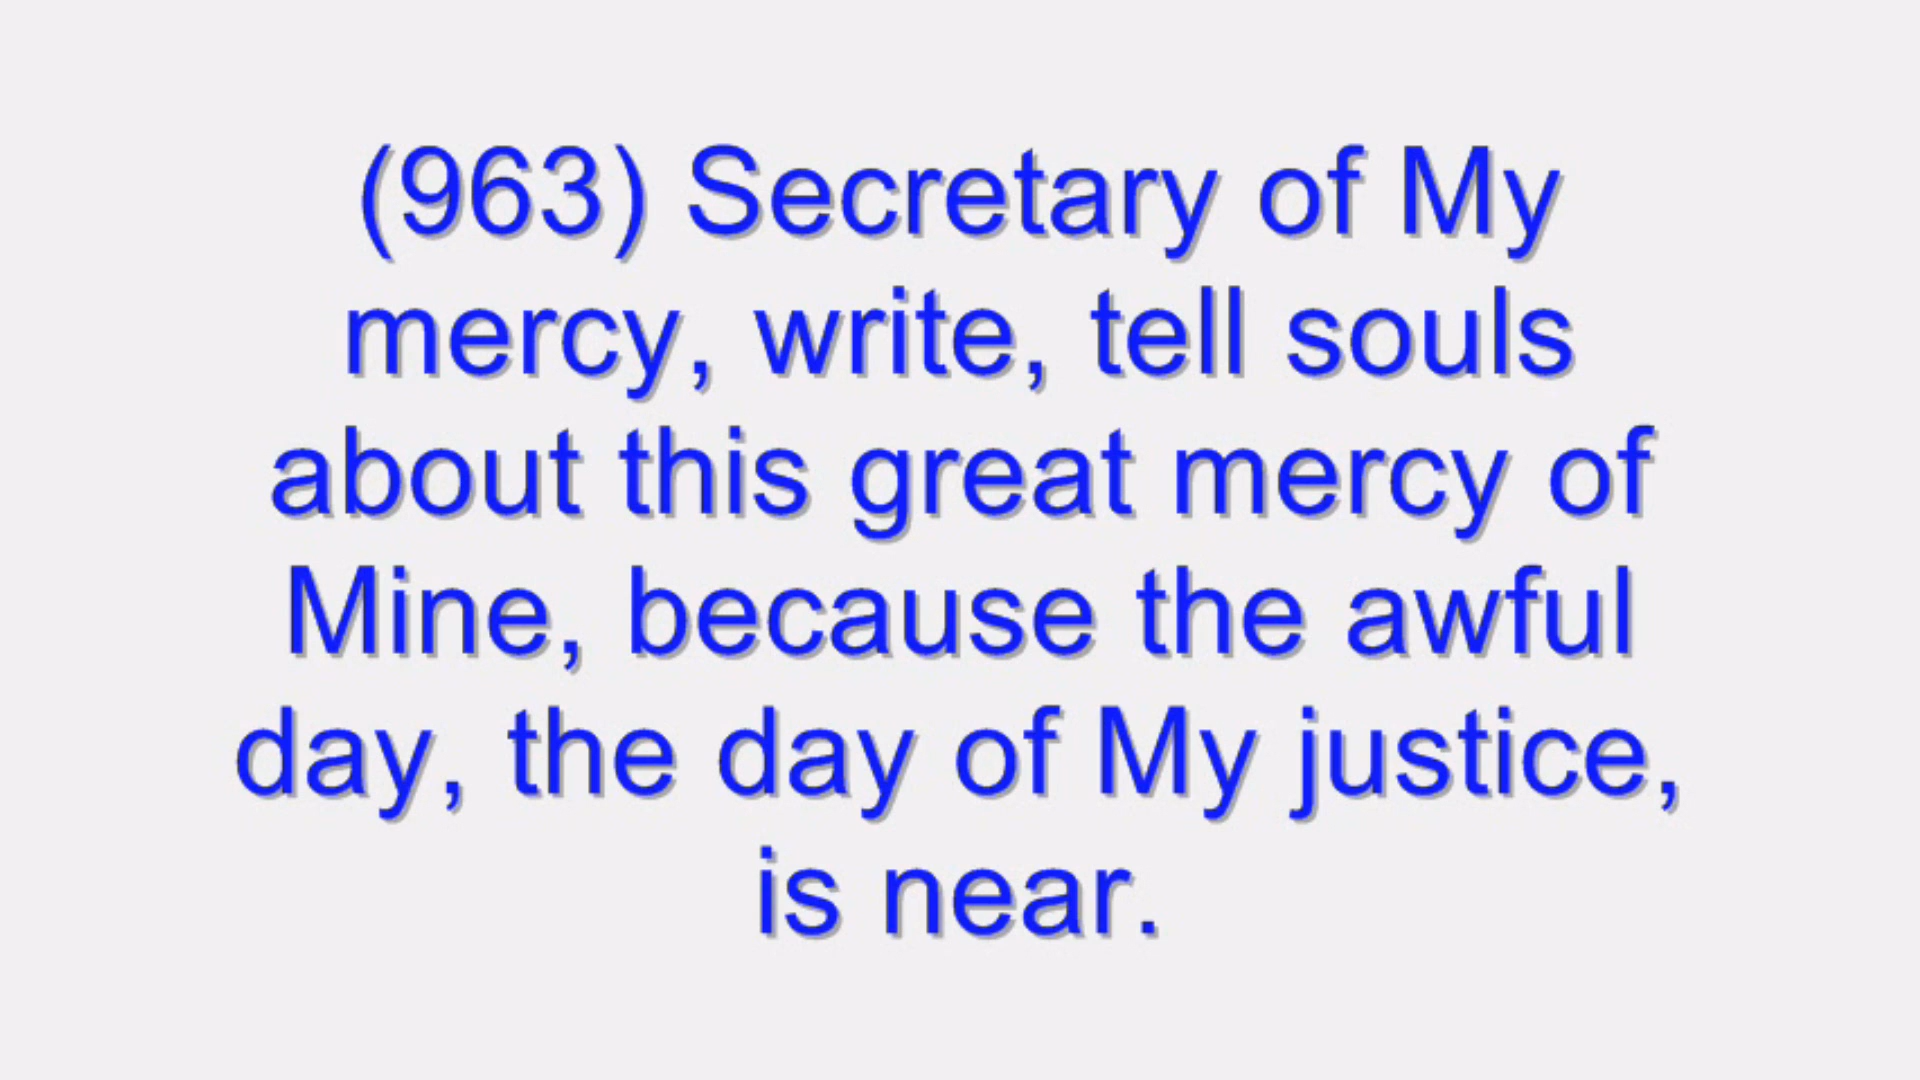 (963) Secretary of My
mercy, write, tell souls
about this great mercy of
Mine, because the awful
day, the day of My justice,
is near.